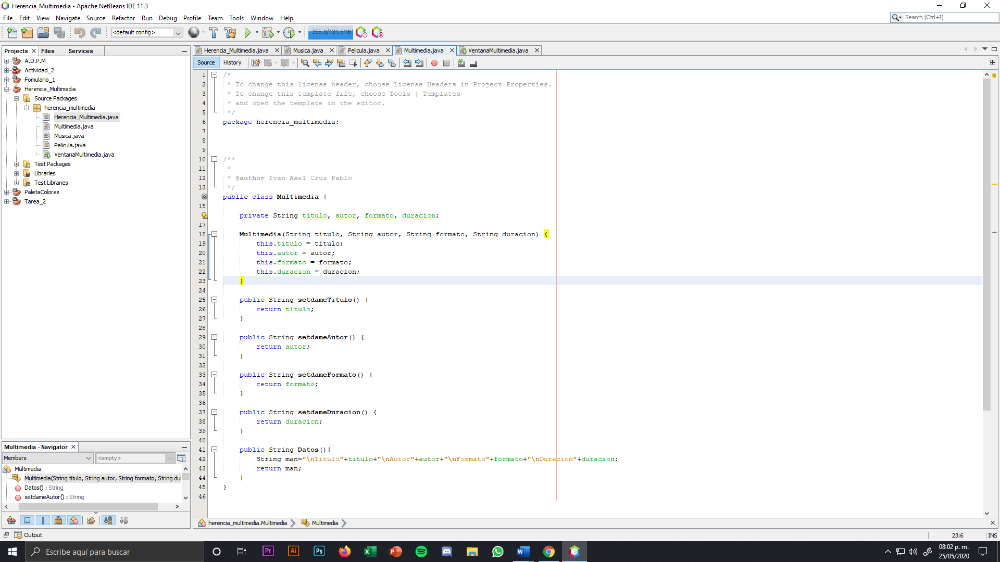 Herencia_Multimedia - Apache NetBeans IDE 11.3
File Edit View Navigate Source Refactor Run Debug Profile Team Tools Window Help
Search (Ctrl+I)
<default config>
355.0/434.5MB
Projects Files Services
Herencia_Multimedia.java Musica.java Pelicula.java Multimedia.java VentanaMultimedia.java
Source History
A.D.P.M
Actividad_2
Fomulario_1
Herencia_Multimedia
Source Packages
herencia_multimedia
Herencia_Multimedia.java
Multimedia.java
Musica.java
Pelicula.java
VentanaMultimedia.java
Test Packages
Libraries
Test Libraries
PaletaColores
Tarea_2
1 /*
2 * To change this license header, choose License Headers in Project Properties.
3 * To change this template file, choose Tools | Templates
4 * and open the template in the editor.
5 */
6 package herencia_multimedia;
7
8
9
10 /**
11 *
12 * @author Ivan Axel Cruz Pablo
13 */
public class Multimedia {
15
private String titulo, autor, formato, duracion;
17
18 Multimedia(String titulo, String autor, String formato, String duracion) {
19 this.titulo = titulo;
20 this.autor = autor;
21 this.formato = formato;
22 this.duracion = duracion;
23 }
24
25 public String setdameTitulo() {
26 return titulo;
27 }
28
29 public String setdameAutor() {
30 return autor;
31 }
32
33 public String setdameFormato() {
34 return formato;
35 }
36
37 public String setdameDuracion() {
38 return duracion;
39 }
40
41 public String Datos(){
42 String man="\nTitulo"+titulo+"\nAutor"+autor+"\nFormato"+formato+"\nDuracion"+duracion;
43 return man;
44 }
45 }
46
Multimedia - Navigator
Members <empty>
Multimedia
Multimedia(String titulo, String autor, String formato, String du
Datos() : String
setdameAutor() : String
herencia_multimedia.Multimedia Multimedia
Output
23:6 INS
Escribe aquí para buscar
Pr Ai Ps
08:02 p. m.
25/05/2020